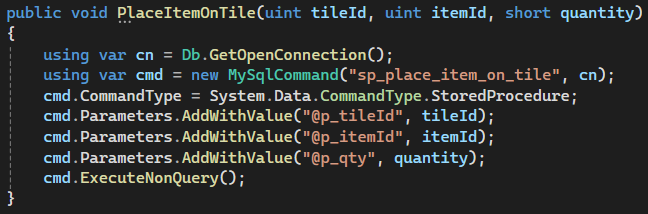 public void PlaceItemOnTile(uint tileId, uint itemId, short quantity)
{
    using var cn = Db.GetOpenConnection();
    using var cmd = new MySqlCommand("sp_place_item_on_tile", cn);
    cmd.CommandType = System.Data.CommandType.StoredProcedure;
    cmd.Parameters.AddWithValue("@p_tileId", tileId);
    cmd.Parameters.AddWithValue("@p_itemId", itemId);
    cmd.Parameters.AddWithValue("@p_qty", quantity);
    cmd.ExecuteNonQuery();
}